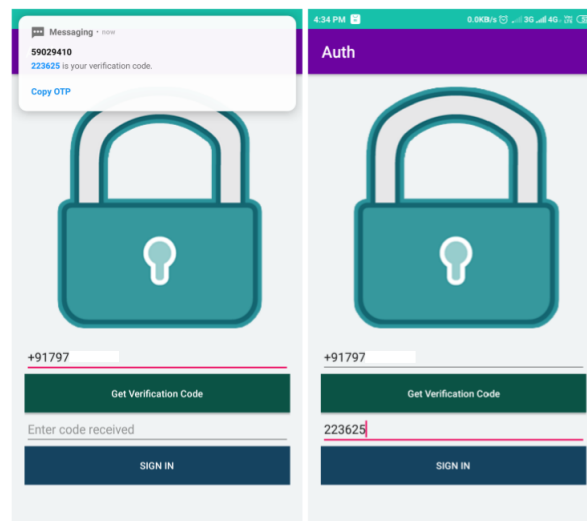 Messaging • now
59029410
223625 is your verification code.
Copy OTP
+91797
Get Verification Code
Enter code received
SIGN IN
4:34 PM
0.0KB/s 3G 4G
Auth
+91797
Get Verification Code
223625
SIGN IN